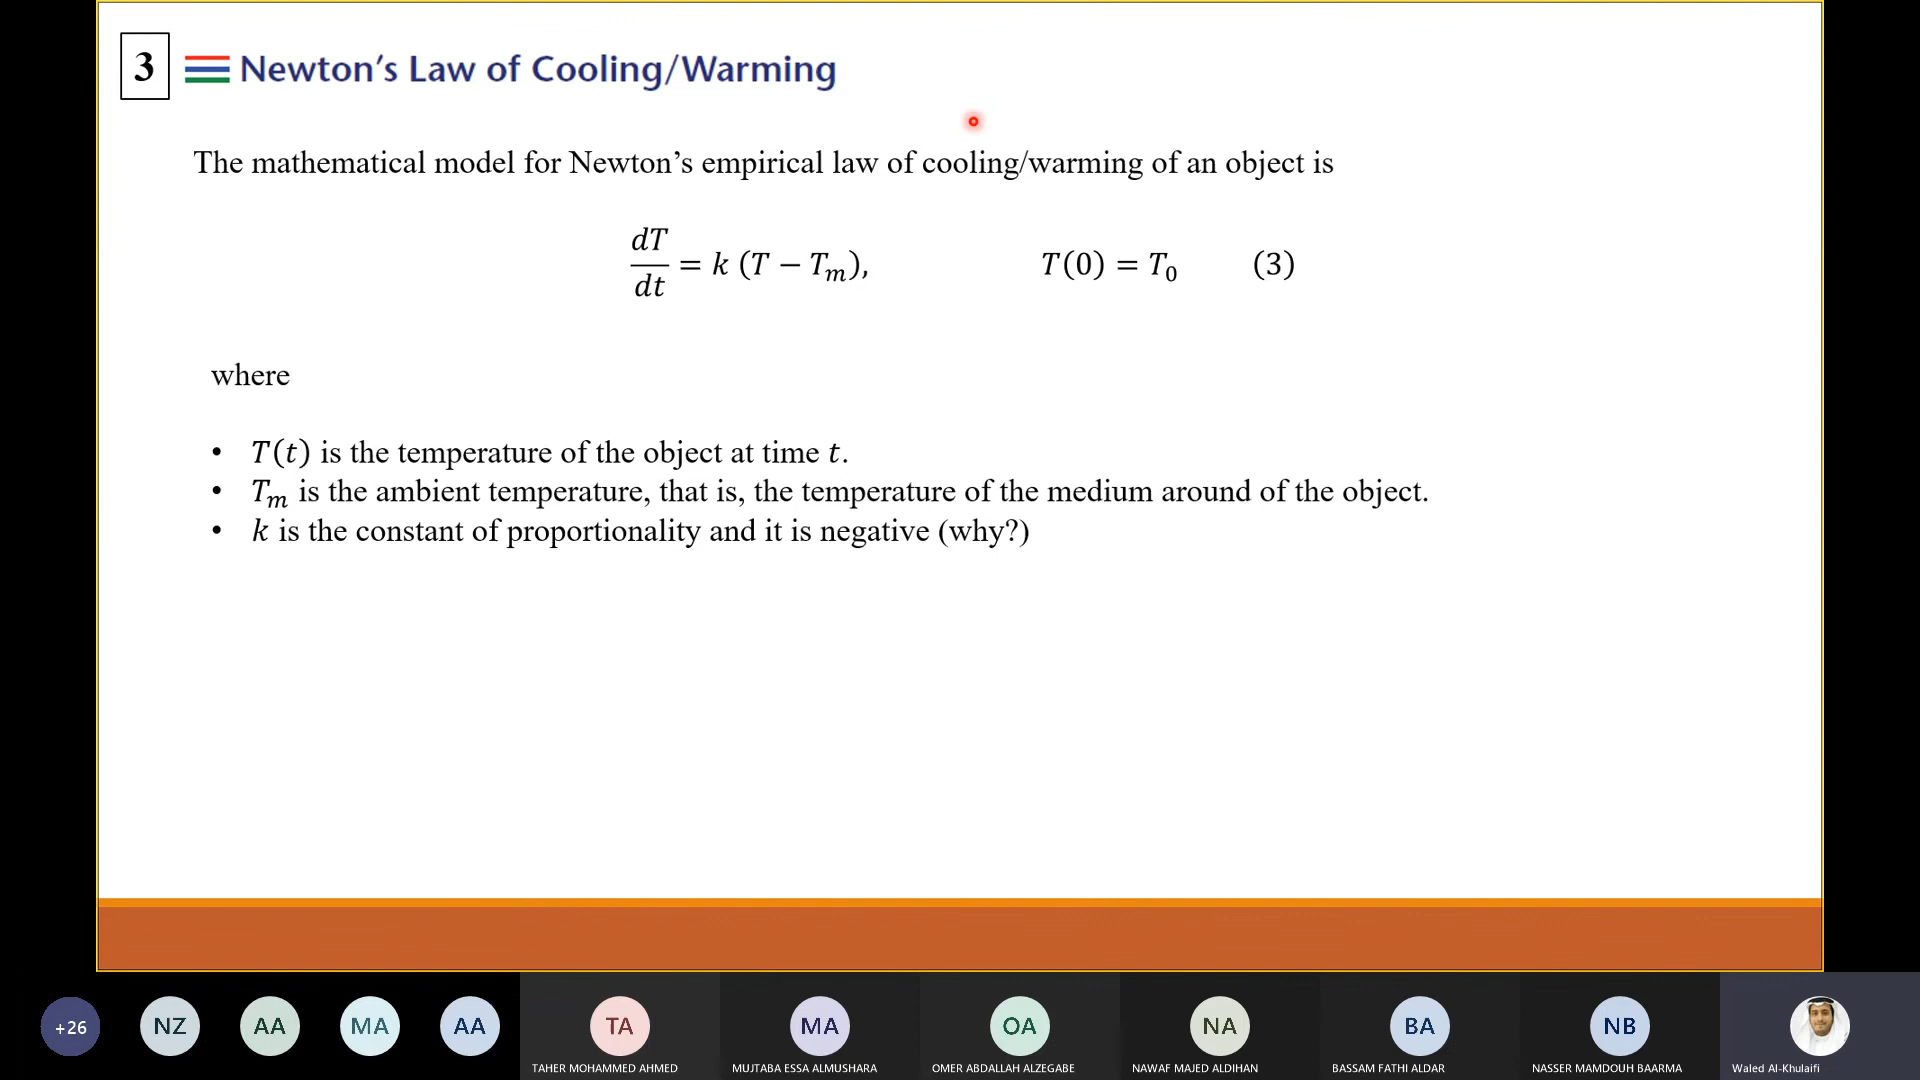 3
Newton’s Law of Cooling/Warming
The mathematical model for Newton’s empirical law of cooling/warming of an object is
dT/dt = k (T − Tₘ), T(0) = T₀ (3)
where
• T(t) is the temperature of the object at time t.
• Tₘ is the ambient temperature, that is, the temperature of the medium around of the object.
• k is the constant of proportionality and it is negative (why?)
+26 NZ AA MA AA TA MA OA NA BA NB
TAHER MOHAMMED AHMED MUJTABA ESSA ALMUSHARA OMER ABDALLAH ALZEGABE NAWAF MAJED ALDIHAN BASSAM FATHI ALDAR NASSER MAMDOUH BAARMA Waled Al-Khulaifi